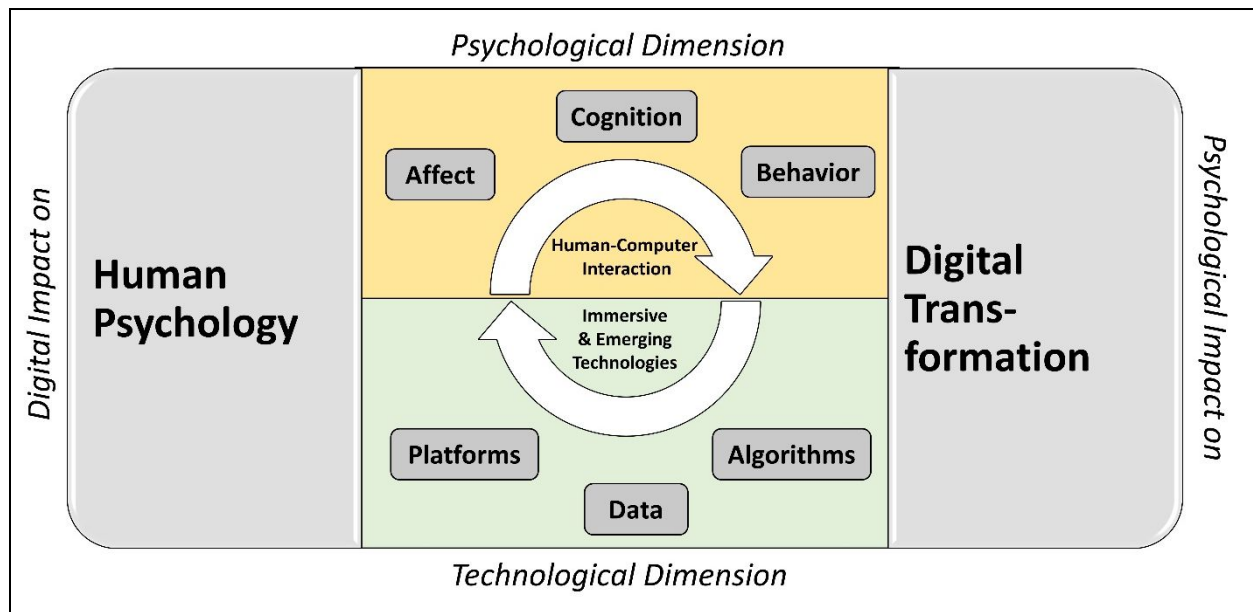 Psychological Dimension
Digital Impact on
Human
Psychology
Cognition
Affect
Behavior
Human-Computer
Interaction
Immersive
& Emerging
Technologies
Platforms
Algorithms
Data
Digital
Trans-
formation
Psychological Impact on
Technological Dimension